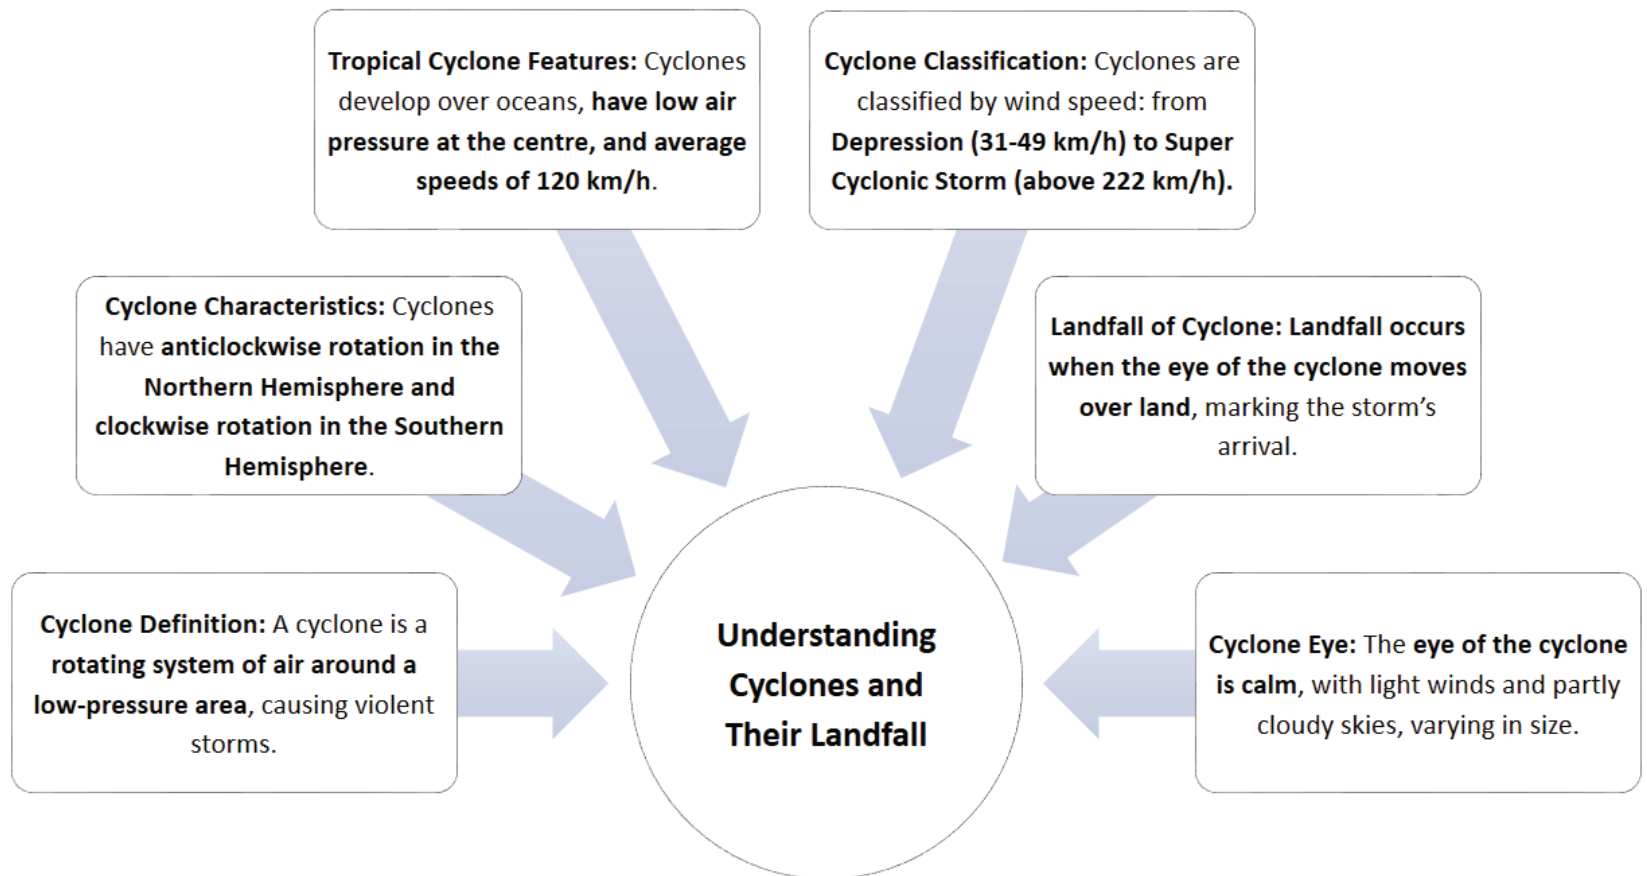 Tropical Cyclone Features: Cyclones
develop over oceans, have low air
pressure at the centre, and average
speeds of 120 km/h.
Cyclone Classification: Cyclones are
classified by wind speed: from
Depression (31-49 km/h) to Super
Cyclonic Storm (above 222 km/h).
Cyclone Characteristics: Cyclones
have anticlockwise rotation in the
Northern Hemisphere and
clockwise rotation in the Southern
Hemisphere.
Landfall of Cyclone: Landfall occurs
when the eye of the cyclone moves
over land, marking the storm’s
arrival.
Cyclone Definition: A cyclone is a
rotating system of air around a
low-pressure area, causing violent
storms.
Understanding
Cyclones and
Their Landfall
Cyclone Eye: The eye of the cyclone
is calm, with light winds and partly
cloudy skies, varying in size.